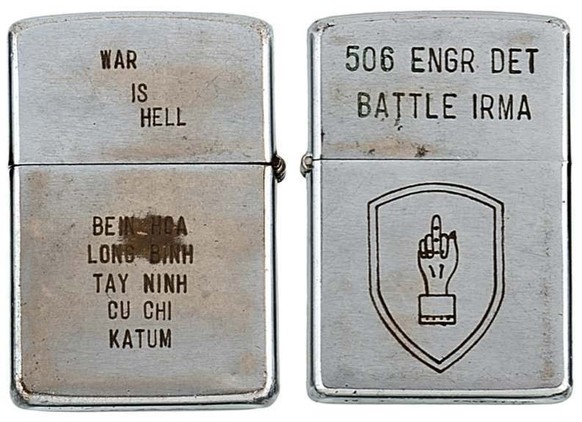 WAR
IS
HELL
BEIN HOA
LONG BINH
TAY NINH
CU CHI
KATUM
506 ENGR DET
BATTLE IRMA